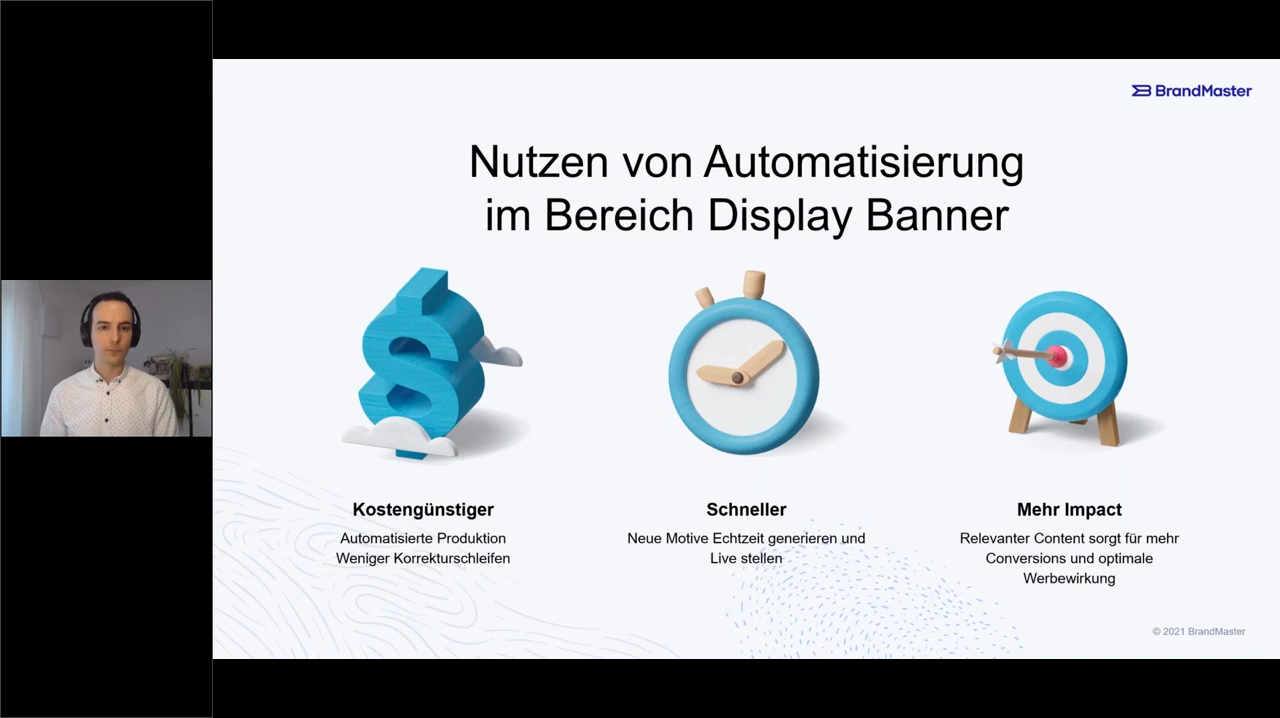 BrandMaster
Nutzen von Automatisierung
im Bereich Display Banner
Kostengünstiger
Automatisierte Produktion
Weniger Korrekturschleifen
Schneller
Neue Motive Echtzeit generieren und
Live stellen
Mehr Impact
Relevanter Content sorgt für mehr
Conversions und optimale
Werbewirkung
© 2021 BrandMaster